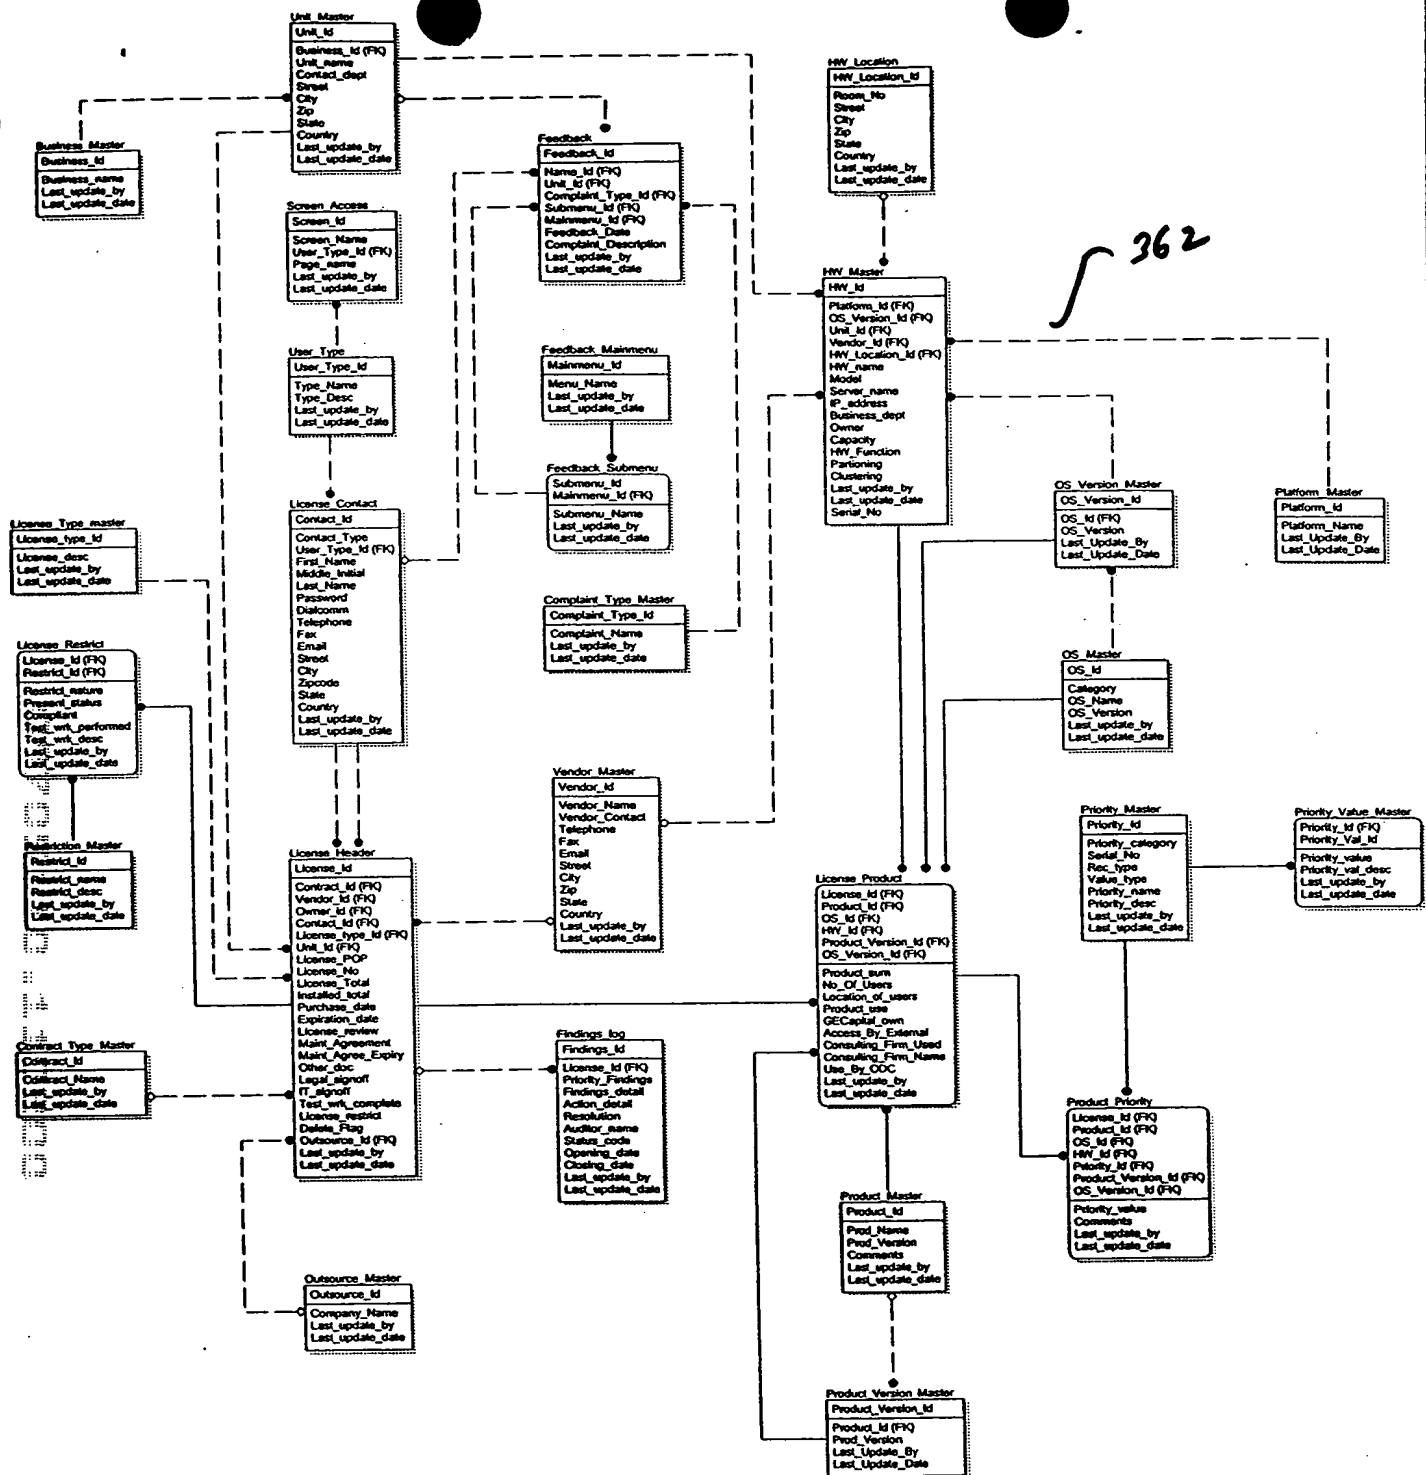 Unit_Master
Unit_Id
Business_Id (FK)
Unit_name
Contact_dept
Street
City
Zip
State
Country
Last_update_by
Last_update_date
Business_Master
Business_Id
Business_name
Last_update_by
Last_update_date
HW_Location
HW_Location_Id
Room_No
Street
City
Zip
State
Country
Last_update_by
Last_update_date
Feedback
Feedback_Id
Name_Id (FK)
Unit_Id (FK)
Complaint_Type_Id (FK)
Submenu_Id (FK)
Mainmenu_Id (FK)
Feedback_Date
Complaint_Description
Last_update_by
Last_update_date
Screen_Access
Screen_Id
Screen_Name
User_Type_Id (FK)
Page_name
Last_update_by
Last_update_date
362
HW_Master
HW_Id
Platform_Id (FK)
OS_Version_Id (FK)
Unit_Id (FK)
Vendor_Id (FK)
HW_Location_Id (FK)
HW_name
Model
Server_name
IP_address
Business_dept
Owner
Capacity
HW_Function
Partioning
Clustering
Last_update_by
Last_update_date
Serial_No
User_Type
User_Type_Id
Type_Name
Type_Desc
Last_update_by
Last_update_date
Feedback_Mainmenu
Mainmenu_Id
Menu_Name
Last_update_by
Last_update_date
Feedback_Submenu
Submenu_Id
Mainmenu_Id (FK)
Submenu_Name
Last_update_by
Last_update_date
OS_Version_Master
OS_Version_Id
OS_Id (FK)
OS_Version
Last_Update_By
Last_Update_Date
Platform_Master
Platform_Id
Platform_Name
Last_Update_By
Last_Update_Date
License_Contact
Contact_Id
Contact_Type
User_Type_Id (FK)
First_Name
Middle_Initial
Last_Name
Password
Dialcomm
Telephone
Fax
Email
Street
City
Zipcode
State
Country
Last_update_by
Last_update_date
License_Type_master
License_type_Id
License_desc
Last_update_by
Last_update_date
Complaint_Type_Master
Complaint_Type_Id
Complaint_Name
Last_update_by
Last_update_date
License_Restrict
License_Id (FK)
Restrict_Id (FK)
Restrict_nature
Present_status
Compliant
Test_wrk_performed
Test_wrk_desc
Last_update_by
Last_update_date
OS_Master
OS_Id
Category
OS_Name
OS_Version
Last_update_by
Last_update_date
Vendor_Master
Vendor_Id
Vendor_Name
Vendor_Contact
Telephone
Fax
Email
Street
City
Zip
State
Country
Last_update_by
Last_update_date
Priority_Master
Priority_Id
Priority_category
Serial_No
Rec_type
Value_type
Priority_name
Priority_desc
Last_update_by
Last_update_date
Priority_Value_Master
Priority_Id (FK)
Priority_Val_Id
Priority_value
Priority_val_desc
Last_update_by
Last_update_date
Restriction_Master
Restrict_Id
Restrict_name
Restrict_desc
Last_update_by
Last_update_date
License_Header
License_Id
Contract_Id (FK)
Vendor_Id (FK)
Owner_Id (FK)
Contact_Id (FK)
License_type_Id (FK)
Unit_Id (FK)
License_POP
License_No
License_Total
Installed_total
Purchase_date
Expiration_date
License_review
Maint_Agreement
Maint_Agree_Expiry
Other_doc
Legal_signoff
IT_signoff
Test_wrk_complete
License_restrict
Delete_Flag
Outsource_Id (FK)
Last_update_by
Last_update_date
License_Product
License_Id (FK)
Product_Id (FK)
OS_Id (FK)
HW_Id (FK)
Product_Version_Id (FK)
OS_Version_Id (FK)
Product_sum
No_Of_Users
Location_of_users
Product_use
GECapital_own
Access_By_External
Consulting_Firm_Used
Consulting_Firm_Name
Use_By_ODC
Last_update_by
Last_update_date
Contract_Type_Master
Contract_Id
Contract_Name
Last_update_by
Last_update_date
Findings_log
Findings_Id
License_Id (FK)
Priority_Findings
Findings_detail
Action_detail
Resolution
Auditor_name
Status_code
Opening_date
Closing_date
Last_update_by
Last_update_date
Product_Priority
License_Id (FK)
Product_Id (FK)
OS_Id (FK)
HW_Id (FK)
Priority_Id (FK)
Product_Version_Id (FK)
OS_Version_Id (FK)
Priority_value
Comments
Last_update_by
Last_update_date
Product_Master
Product_Id
Prod_Name
Prod_Version
Comments
Last_update_by
Last_update_date
Outsource_Master
Outsource_Id
Company_Name
Last_update_by
Last_update_date
Product_Version_Master
Product_Version_Id
Product_Id (FK)
Prod_Version
Last_Update_By
Last_Update_Date